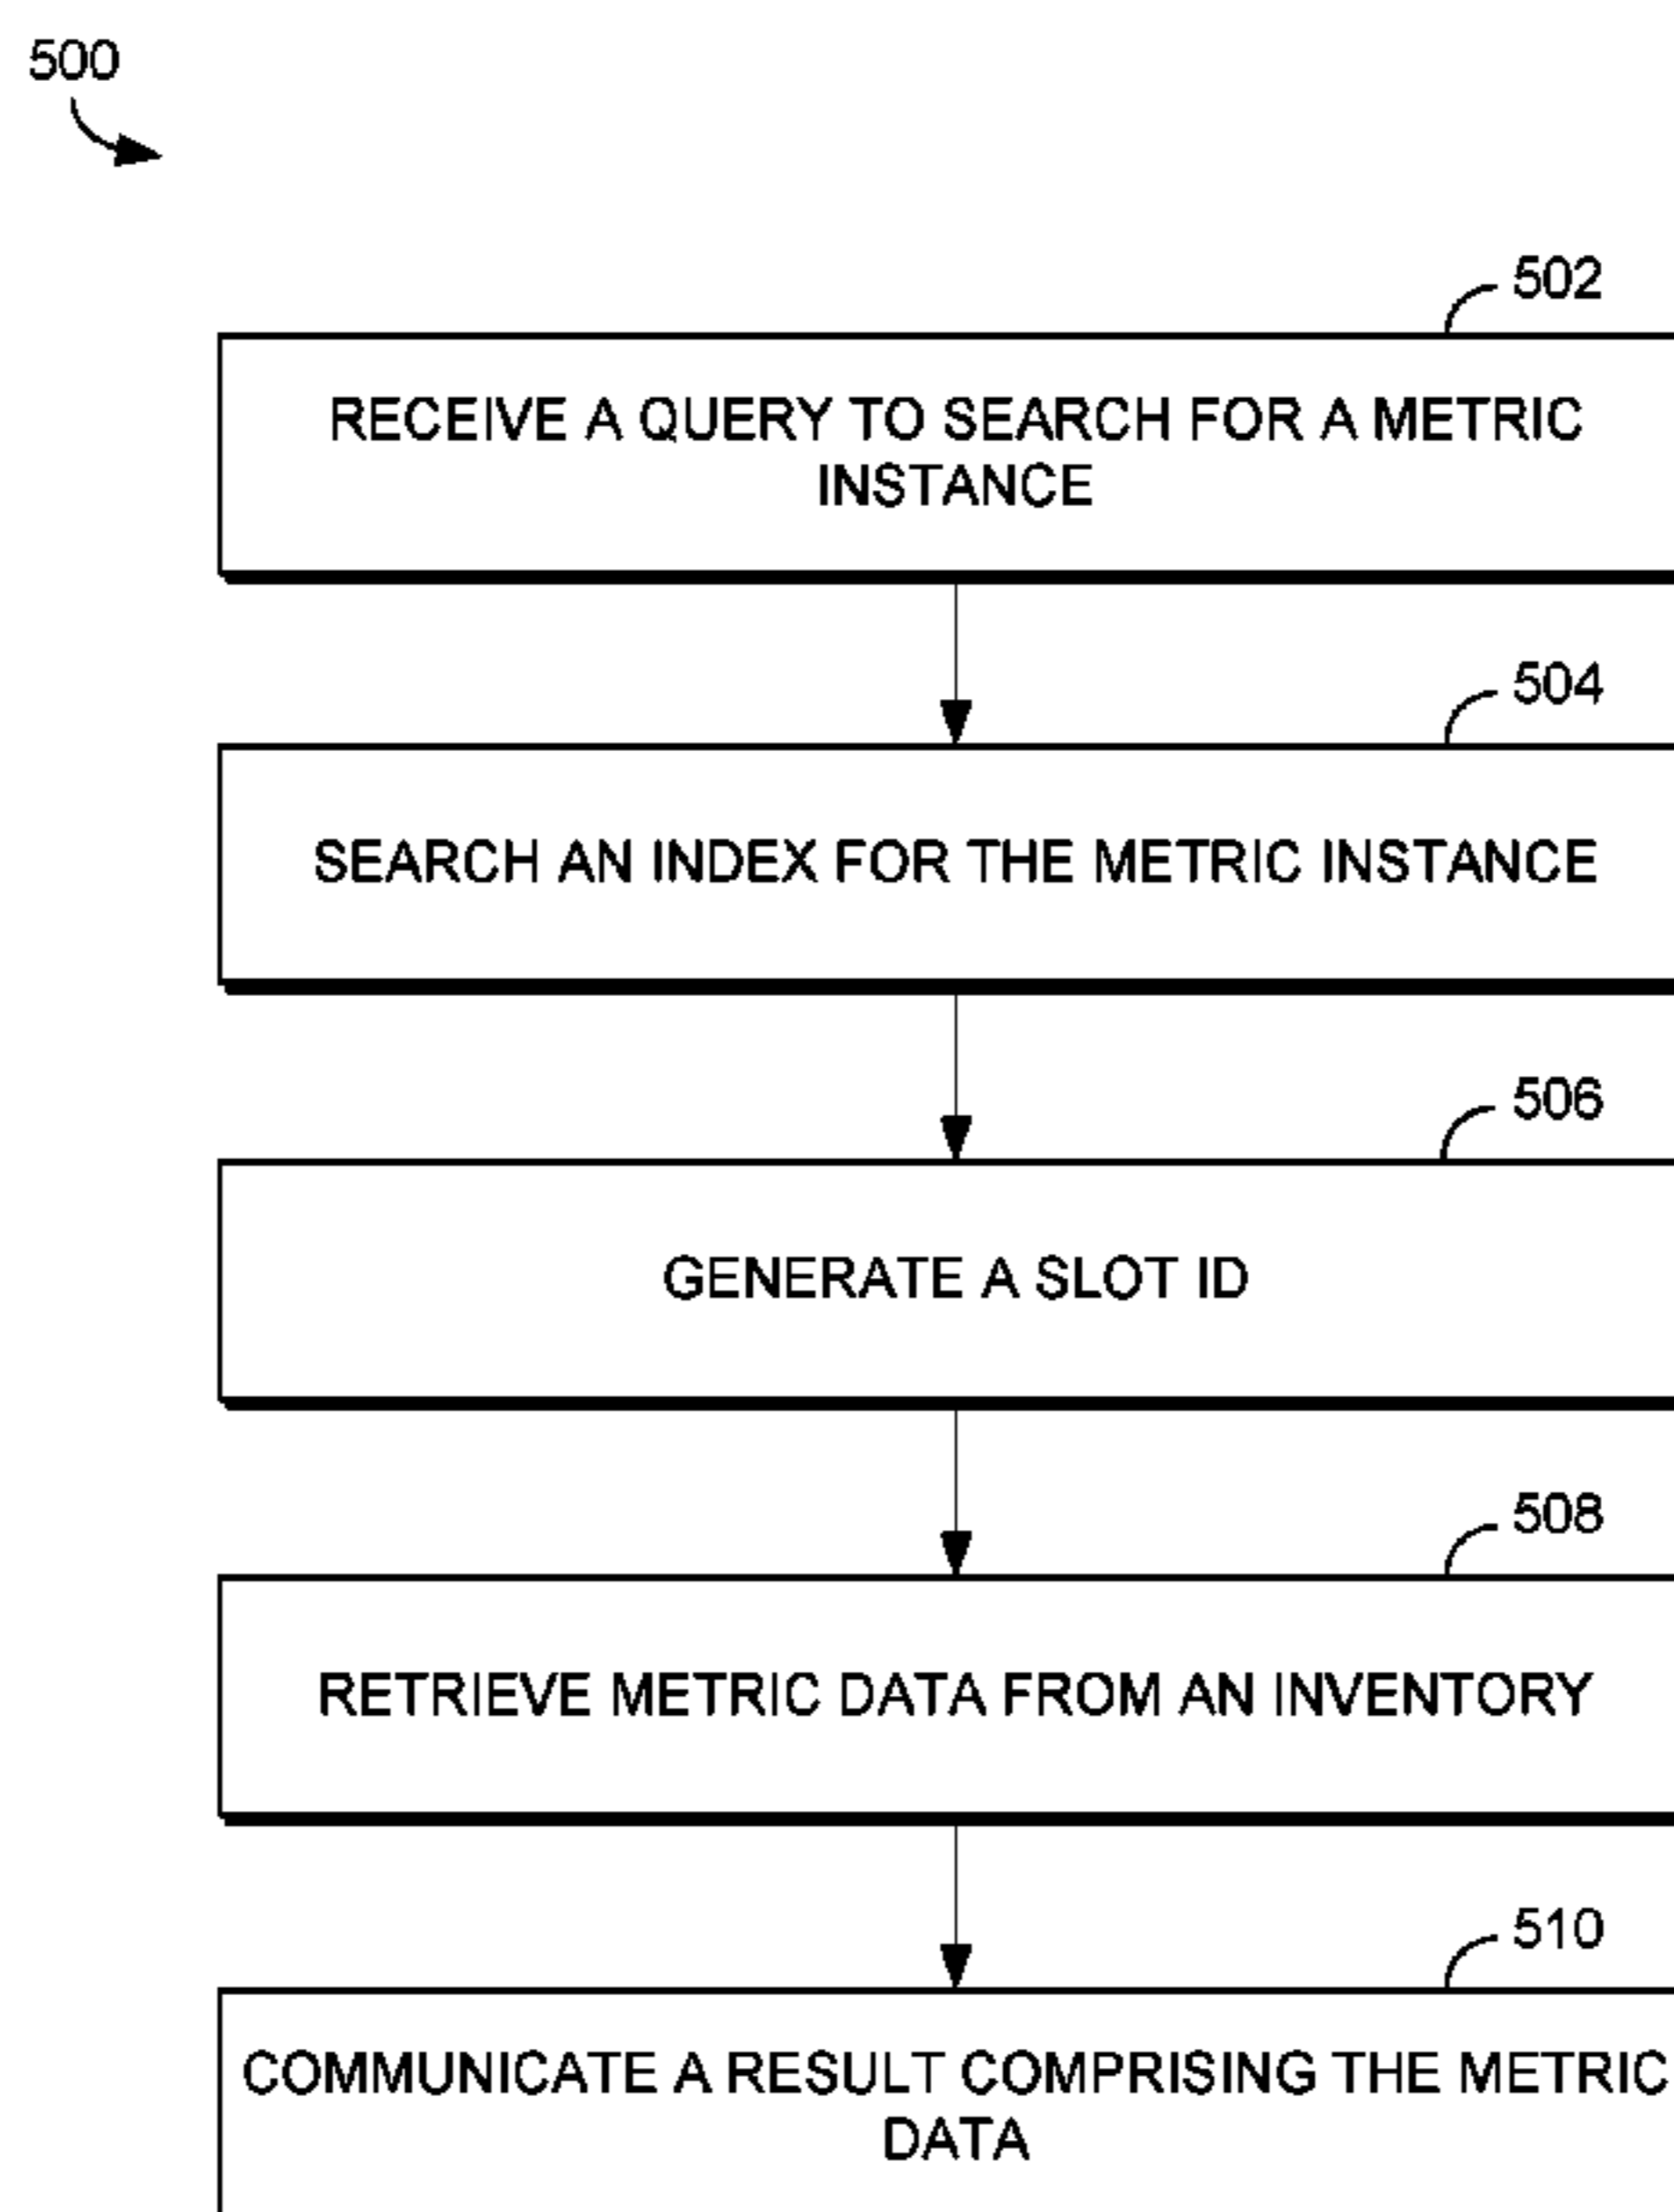 500
502
RECEIVE A QUERY TO SEARCH FOR A METRIC
INSTANCE
504
SEARCH AN INDEX FOR THE METRIC INSTANCE
506
GENERATE A SLOT ID
508
RETRIEVE METRIC DATA FROM AN INVENTORY
510
COMMUNICATE A RESULT COMPRISING THE METRIC
DATA